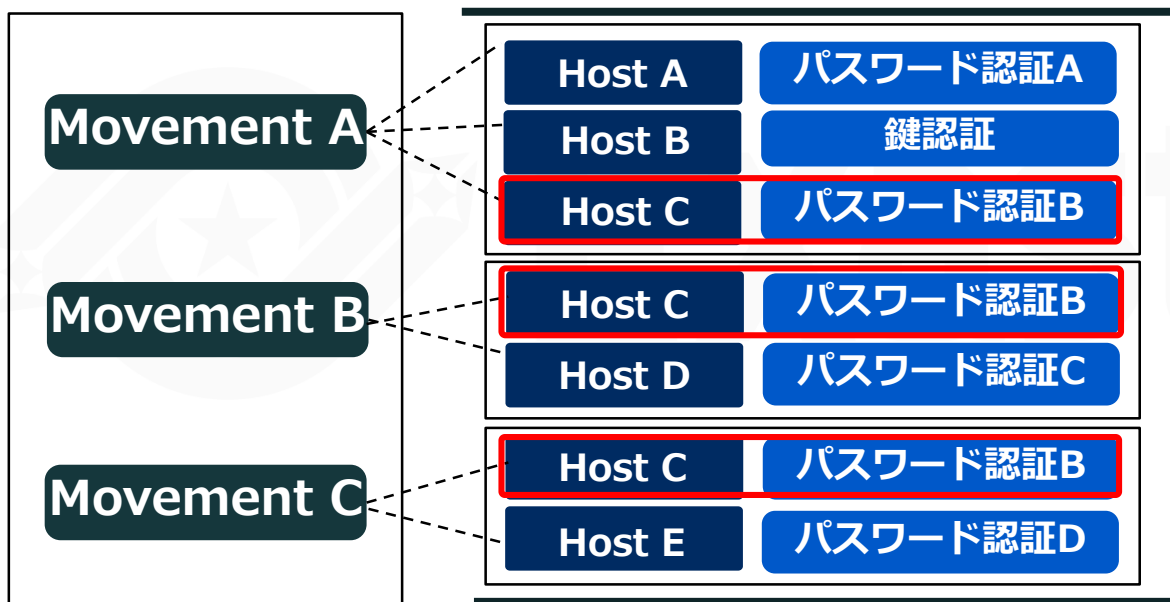 Movement A
Host A
パスワード認証A
Host B
鍵認証
Host C
パスワード認証B
Movement B
Host C
パスワード認証B
Host D
パスワード認証C
Movement C
Host C
パスワード認証B
Host E
パスワード認証D